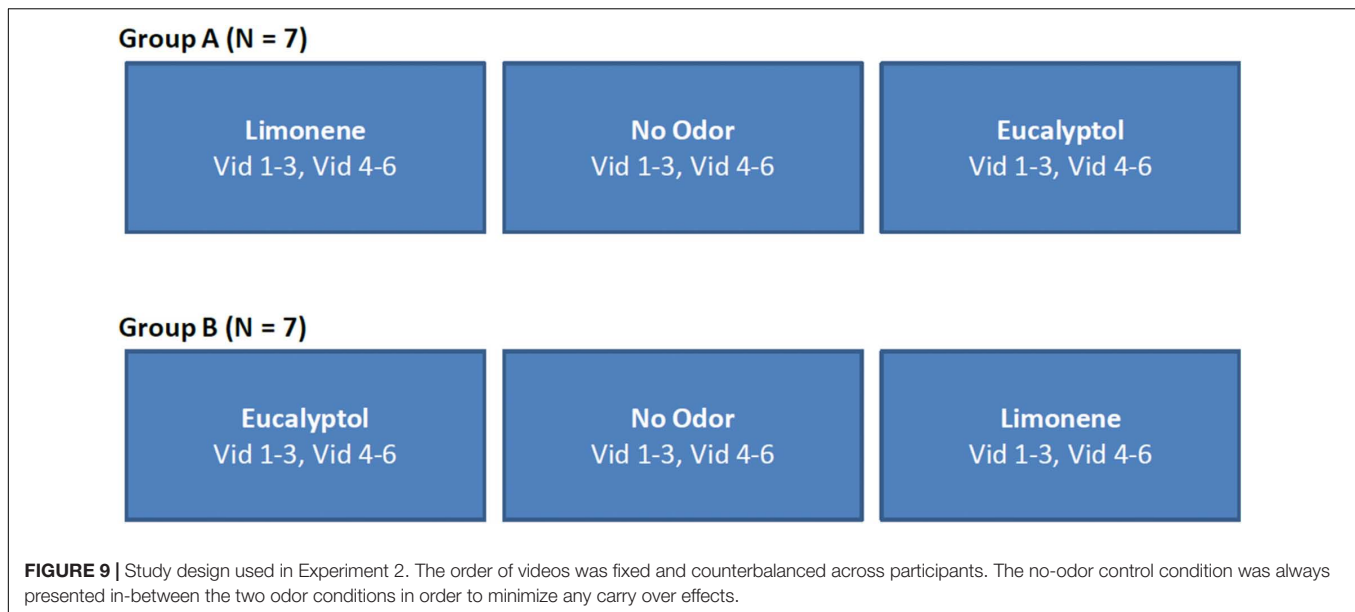 Group A (N = 7)
Limonene
Vid 1-3, Vid 4-6
No Odor
Vid 1-3, Vid 4-6
Eucalyptol
Vid 1-3, Vid 4-6
Group B (N = 7)
Eucalyptol
Vid 1-3, Vid 4-6
No Odor
Vid 1-3, Vid 4-6
Limonene
Vid 1-3, Vid 4-6
FIGURE 9 | Study design used in Experiment 2. The order of videos was fixed and counterbalanced across participants. The no-odor control condition was always
presented in-between the two odor conditions in order to minimize any carry over effects.